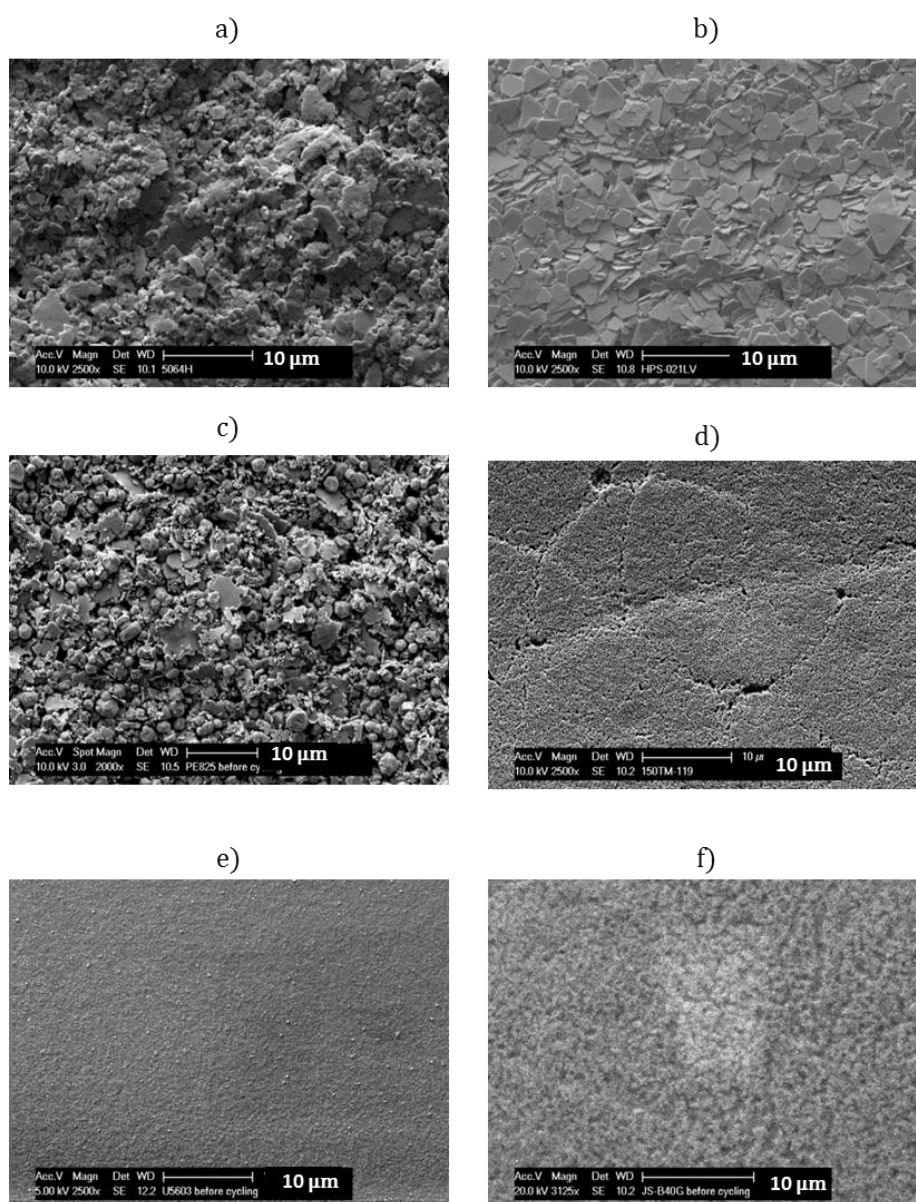 a)
b)
Acc.V Magn Det WD 10 µm
10.0 kV 2500x SE 10.1 5064H
Acc.V Magn Det WD 10 µm
10.0 kV 2500x SE 10.8 HPS-021LV
c)
d)
Acc.V Spot Magn Det WD 10 µm
10.0 kV 3.0 2000x SE 10.5 PE825 before
Acc.V Magn Det WD 10 µm 10 µm
10.0 kV 2500x SE 10.2 150TM-119
e)
f)
Acc.V Magn Det WD 10 µm
5.00 kV 2500x SE 12.2 U5603 before cycling
Acc.V Magn Det WD 10 µm
20.0 kV 3125x SE 10.2 JS-B40G before cycling